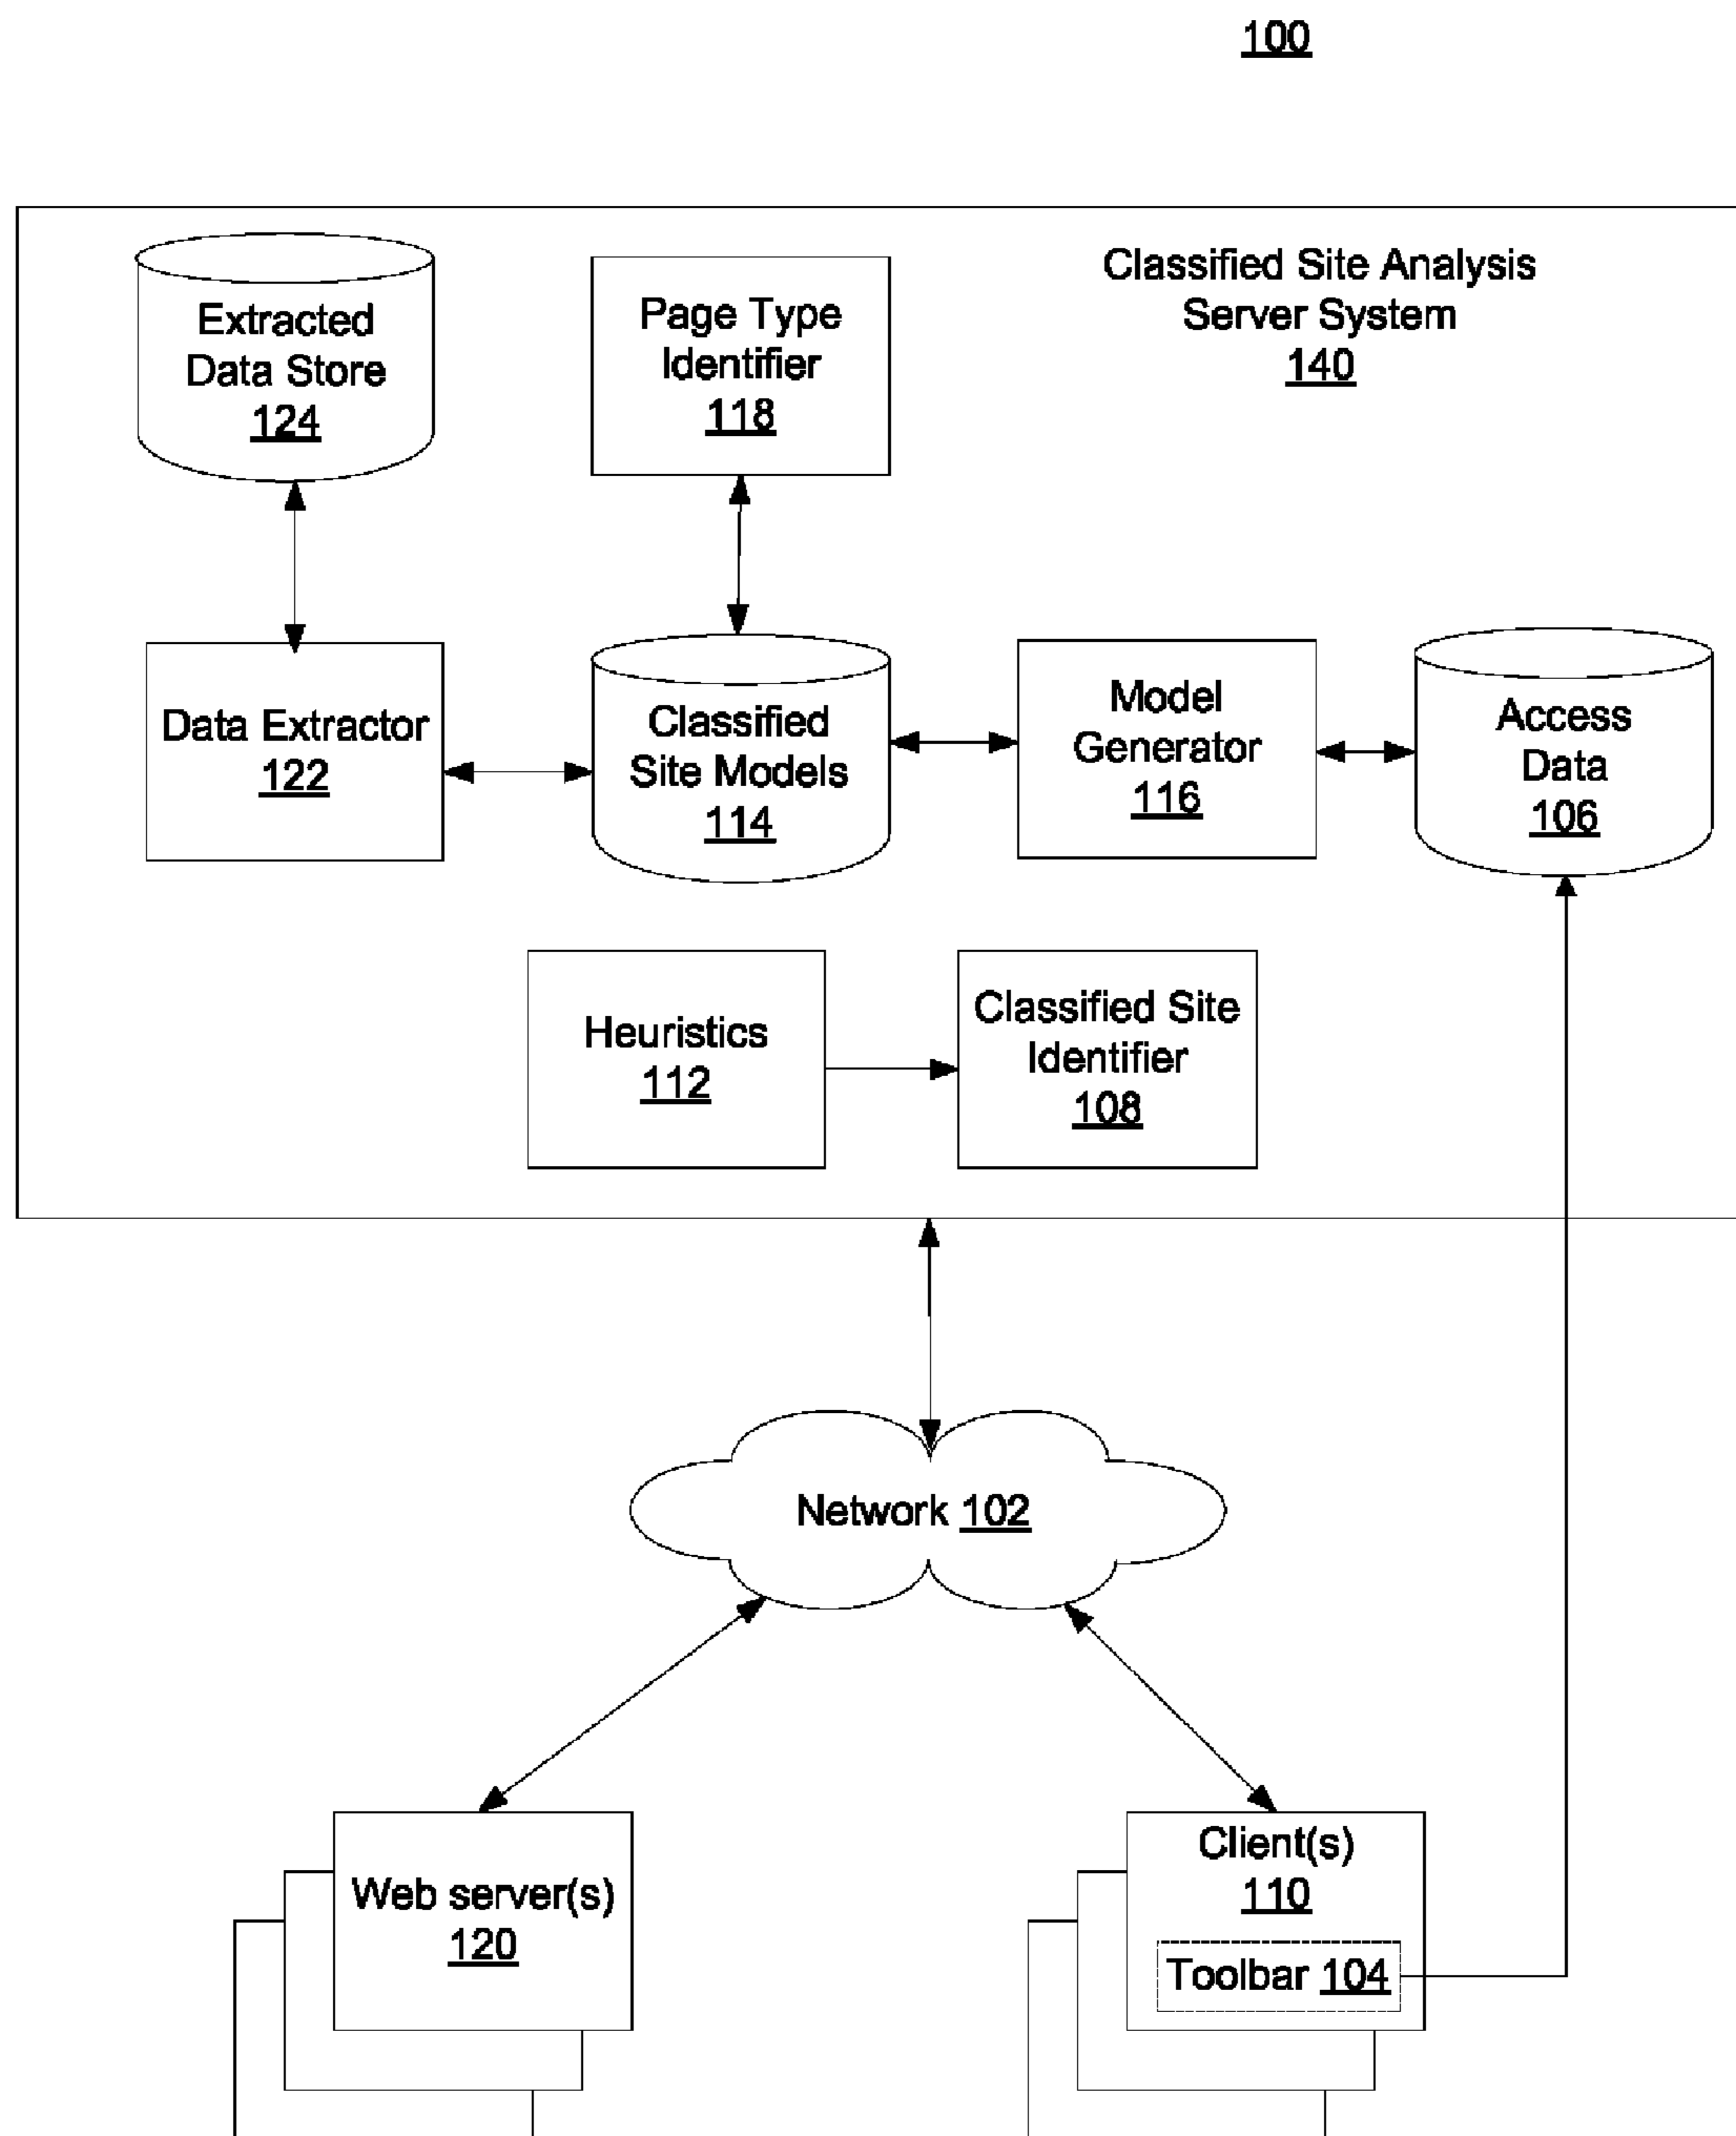 100
Classified Site Analysis
Server System
140
Extracted
Data Store
124
Page Type
Identifier
118
Data Extractor
122
Classified
Site Models
114
Model
Generator
116
Access
Data
106
Heuristics
112
Classified Site
Identifier
108
Network 102
Web server(s)
120
Client(s)
110
Toolbar 104